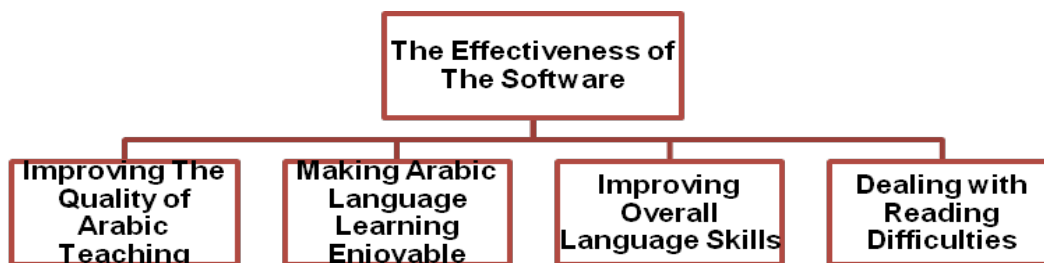 The Effectiveness of
The Software
Improving The
Quality of
Arabic
Teaching
Making Arabic
Language
Learning
Enjoyable
Improving
Overall
Language Skills
Dealing with
Reading
Difficulties